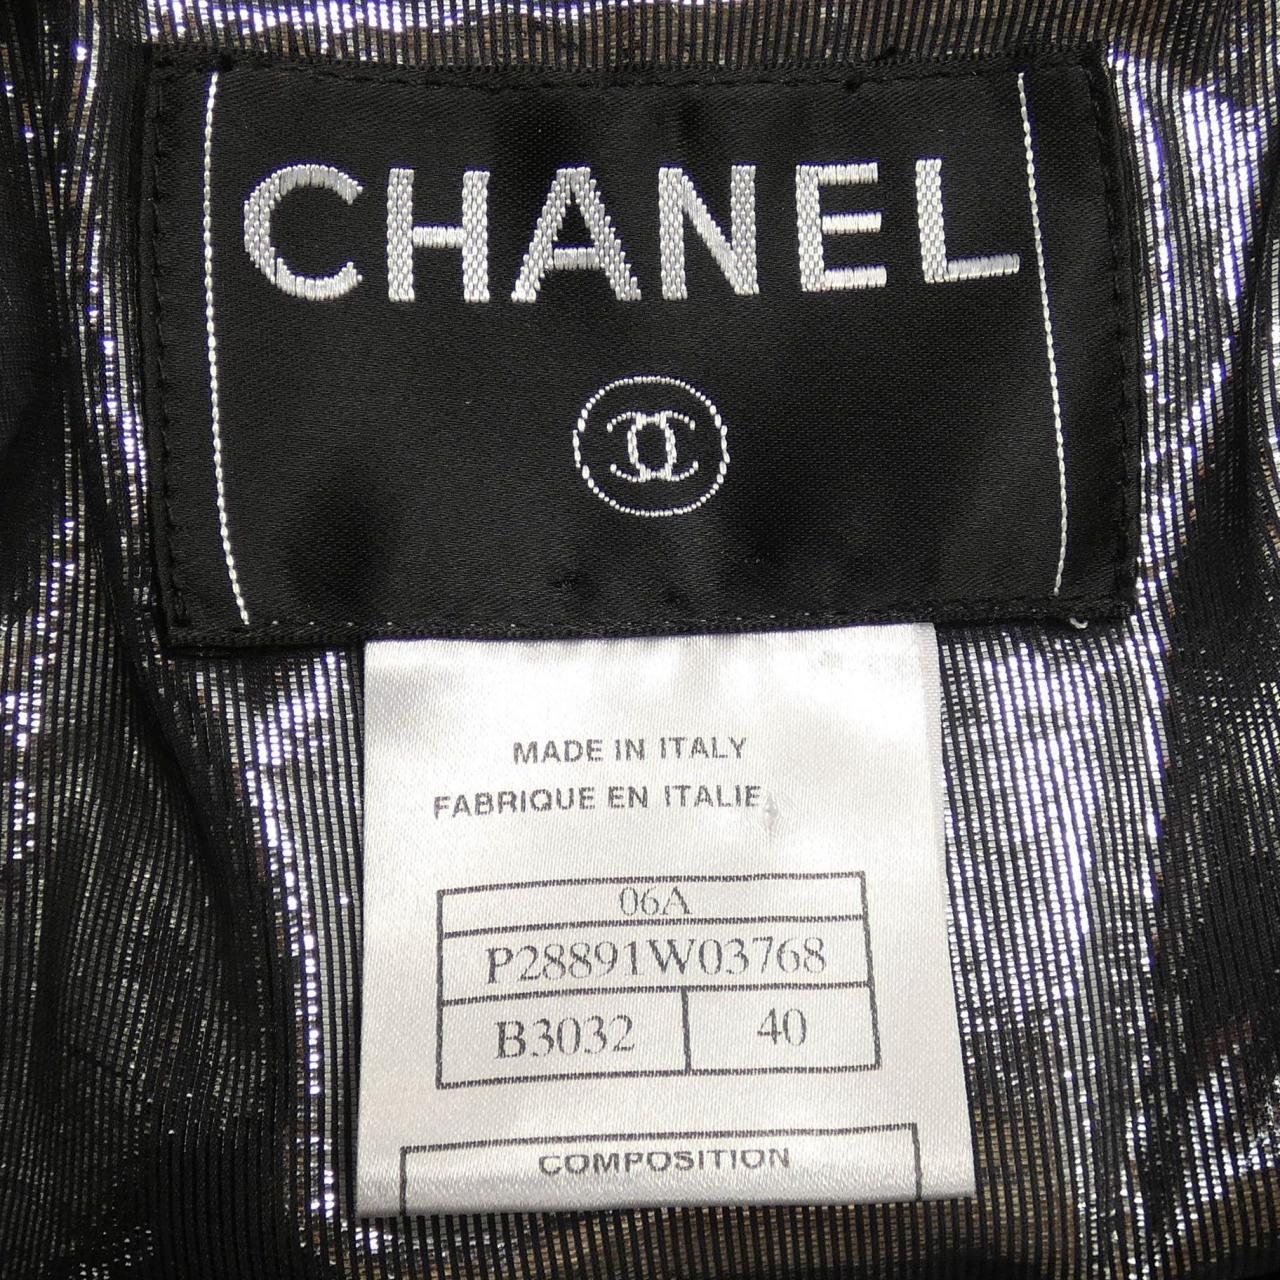 CHANEL
MADE IN ITALY
FABRIQUE EN ITALIE
06A
P28891W03768
B3032 40
COMPOSITION